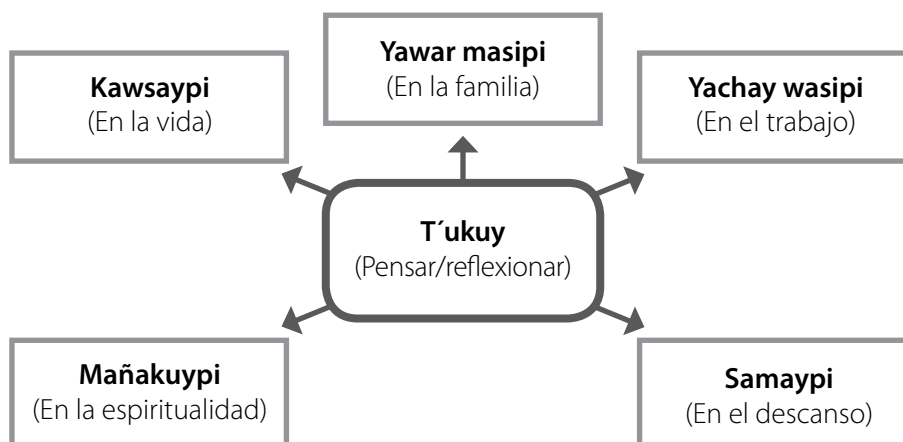 Yawar masipi
(En la familia)
Kawsaypi
(En la vida)
Yachay wasipi
(En el trabajo)
T´ukuy
(Pensar/reflexionar)
Mañakuypi
(En la espiritualidad)
Samaypi
(En el descanso)